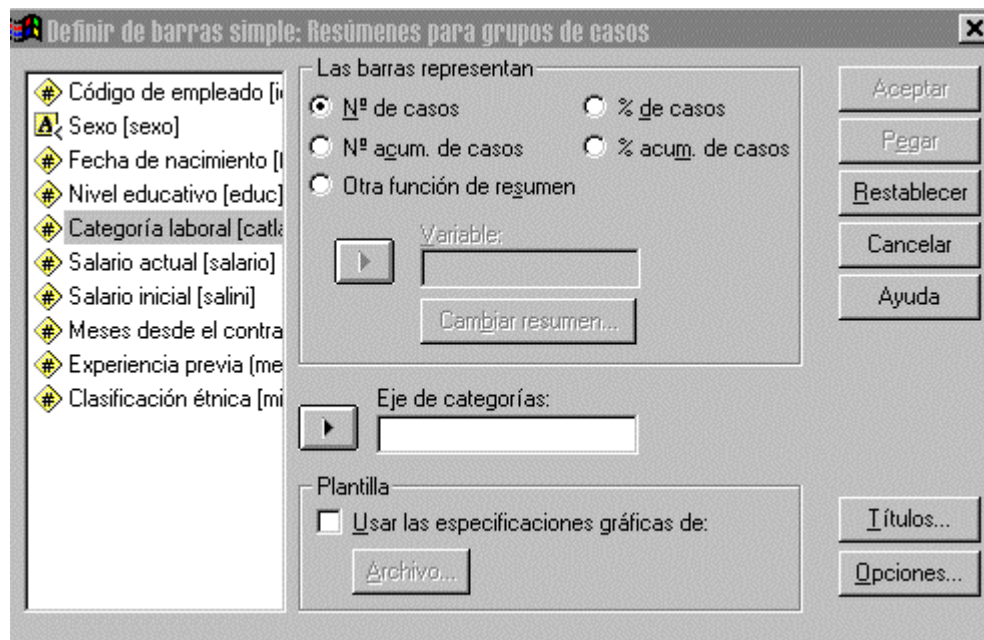 Definir de barras simple: Resúmenes para grupos de casos
Código de empleado [i
Sexo [sexo]
Fecha de nacimiento [
Nivel educativo [educ]
Categoría laboral [catla
Salario actual [salario]
Salario inicial [salini]
Meses desde el contra
Experiencia previa (me
Clasificación étnica [mi
Las barras representan
Nº de casos
% de casos
Nº acum. de casos
% acum. de casos
Otra función de resumen
Variable:
Cambiar resumen...
Eje de categorías:
Plantilla
Usar las especificaciones gráficas de:
Archivo...
Aceptar
Pegar
Restablecer
Cancelar
Ayuda
Títulos...
Opciones...